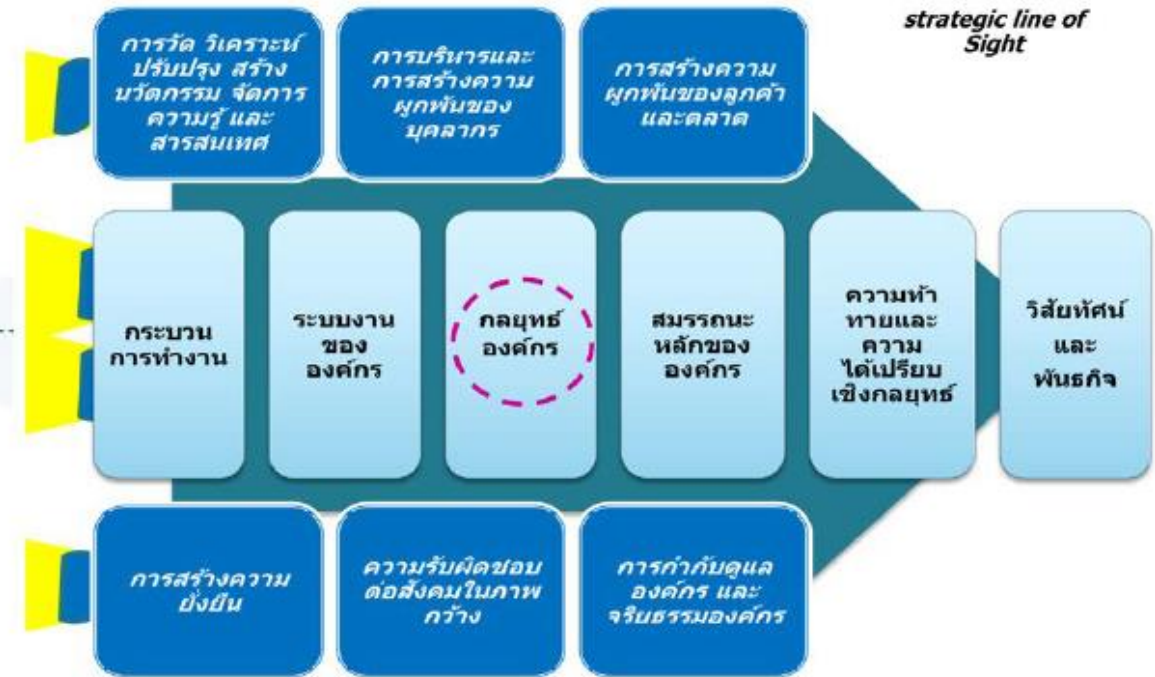 strategic line of
Sight
การวัด วิเคราะห์
ปรับปรุง สร้าง
นวัตกรรม จัดการ
ความรู้ และ
สารสนเทศ
การบริหารและ
การสร้างความ
ผูกพันของ
บุคลากร
การสร้างความ
ผูกพันของลูกค้า
และตลาด
กระบวน
การทำงาน
ระบบงาน
ของ
องค์กร
กลยุทธ์
องค์กร
สมรรถนะ
หลักของ
องค์กร
ความท้า
ทายและ
ความ
ได้เปรียบ
เชิงกลยุทธ์
วิสัยทัศน์
และ
พันธกิจ
การสร้างความ
ยั่งยืน
ความรับผิดชอบ
ต่อสังคมในภาพ
กว้าง
การกำกับดูแล
องค์กร และ
จริยธรรมองค์กร